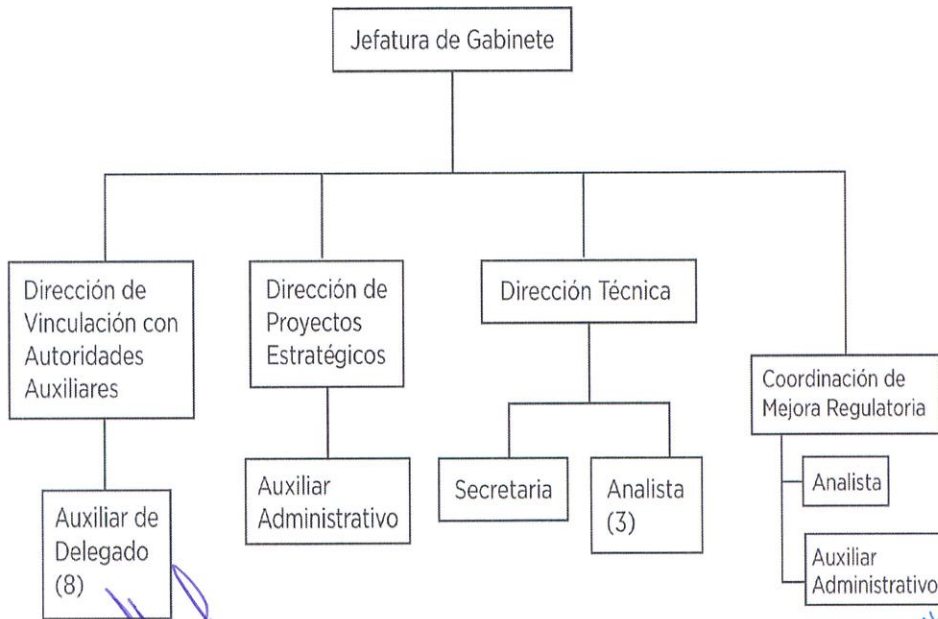 Jefatura de Gabinete
Dirección de
Vinculación con
Autoridades
Auxiliares
Dirección de
Proyectos
Estratégicos
Dirección Técnica
Coordinación de
Mejora Regulatoria
Auxiliar de
Delegado
(8)
Auxiliar
Administrativo
Secretaria
Analista
(3)
Analista
Auxiliar
Administrativo